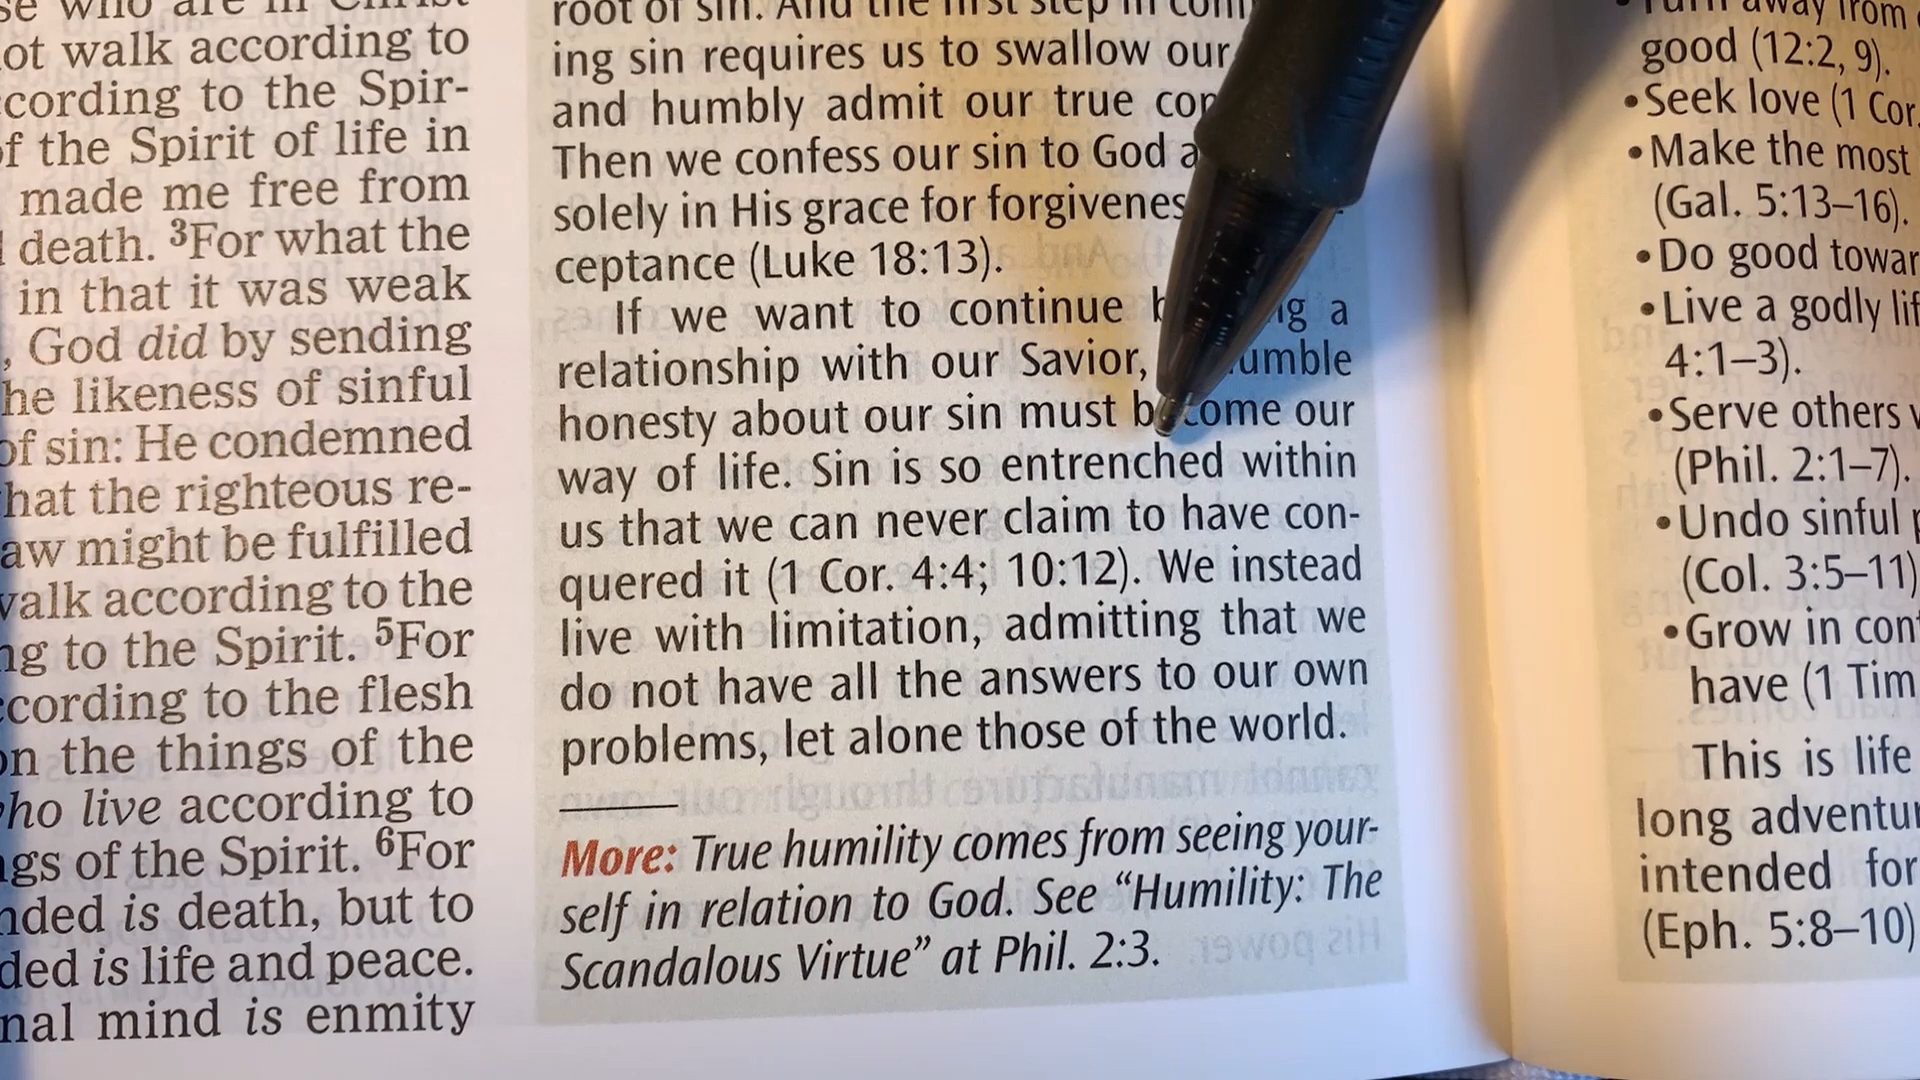 ot walk according to
cording to the Spir-
of the Spirit of life in
made me free from
death. ³For what the
in that it was weak
, God did by sending
he likeness of sinful
of sin: He condemned
hat the righteous re-
aw might be fulfilled
walk according to the
ng to the Spirit. ⁵For
cording to the flesh
on the things of the
who live according to
ngs of the Spirit. ⁶For
nded is death, but to
ded is life and peace.
nal mind is enmity
root of sin. And the first step in
ing sin requires us to swallow our
and humbly admit our true
Then we confess our sin to God
solely in His grace for
ceptance (Luke 18:13).
If we want to continue a
relationship with our Savior,
honesty about our sin must become our
way of life. Sin is so entrenched within
us that we can never claim to have con-
quered it (1 Cor. 4:4; 10:12). We instead
live with limitation, admitting that we
do not have all the answers to our own
problems, let alone those of the world.
More: True humility comes from seeing your-
self in relation to God. See “Humility: The
Scandalous Virtue” at Phil. 2:3.
• Turn away from
good (12:2, 9).
• Seek love (1 Cor.
• Make the most
(Gal. 5:13–16).
• Do good towar
• Live a godly lif
4:1–3).
• Serve others
(Phil. 2:1–7).
• Undo sinful
(Col. 3:5–11)
• Grow in con
have (1 Tim
This is life
long adventu
intended for
(Eph. 5:8–10)